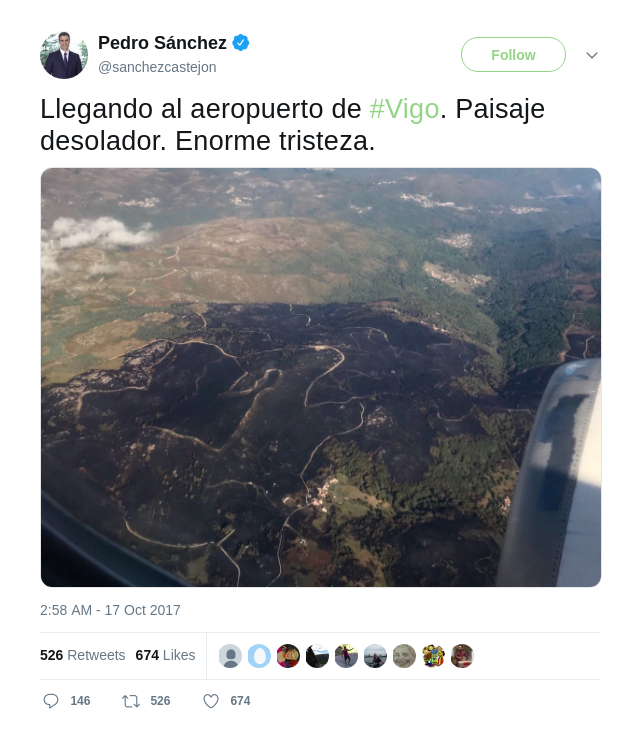 Pedro Sánchez
@sanchezcastejon
Follow
Llegando al aeropuerto de #Vigo. Paisaje
desolador. Enorme tristeza.
2:58 AM - 17 Oct 2017
526 Retweets 674 Likes
146 526 674